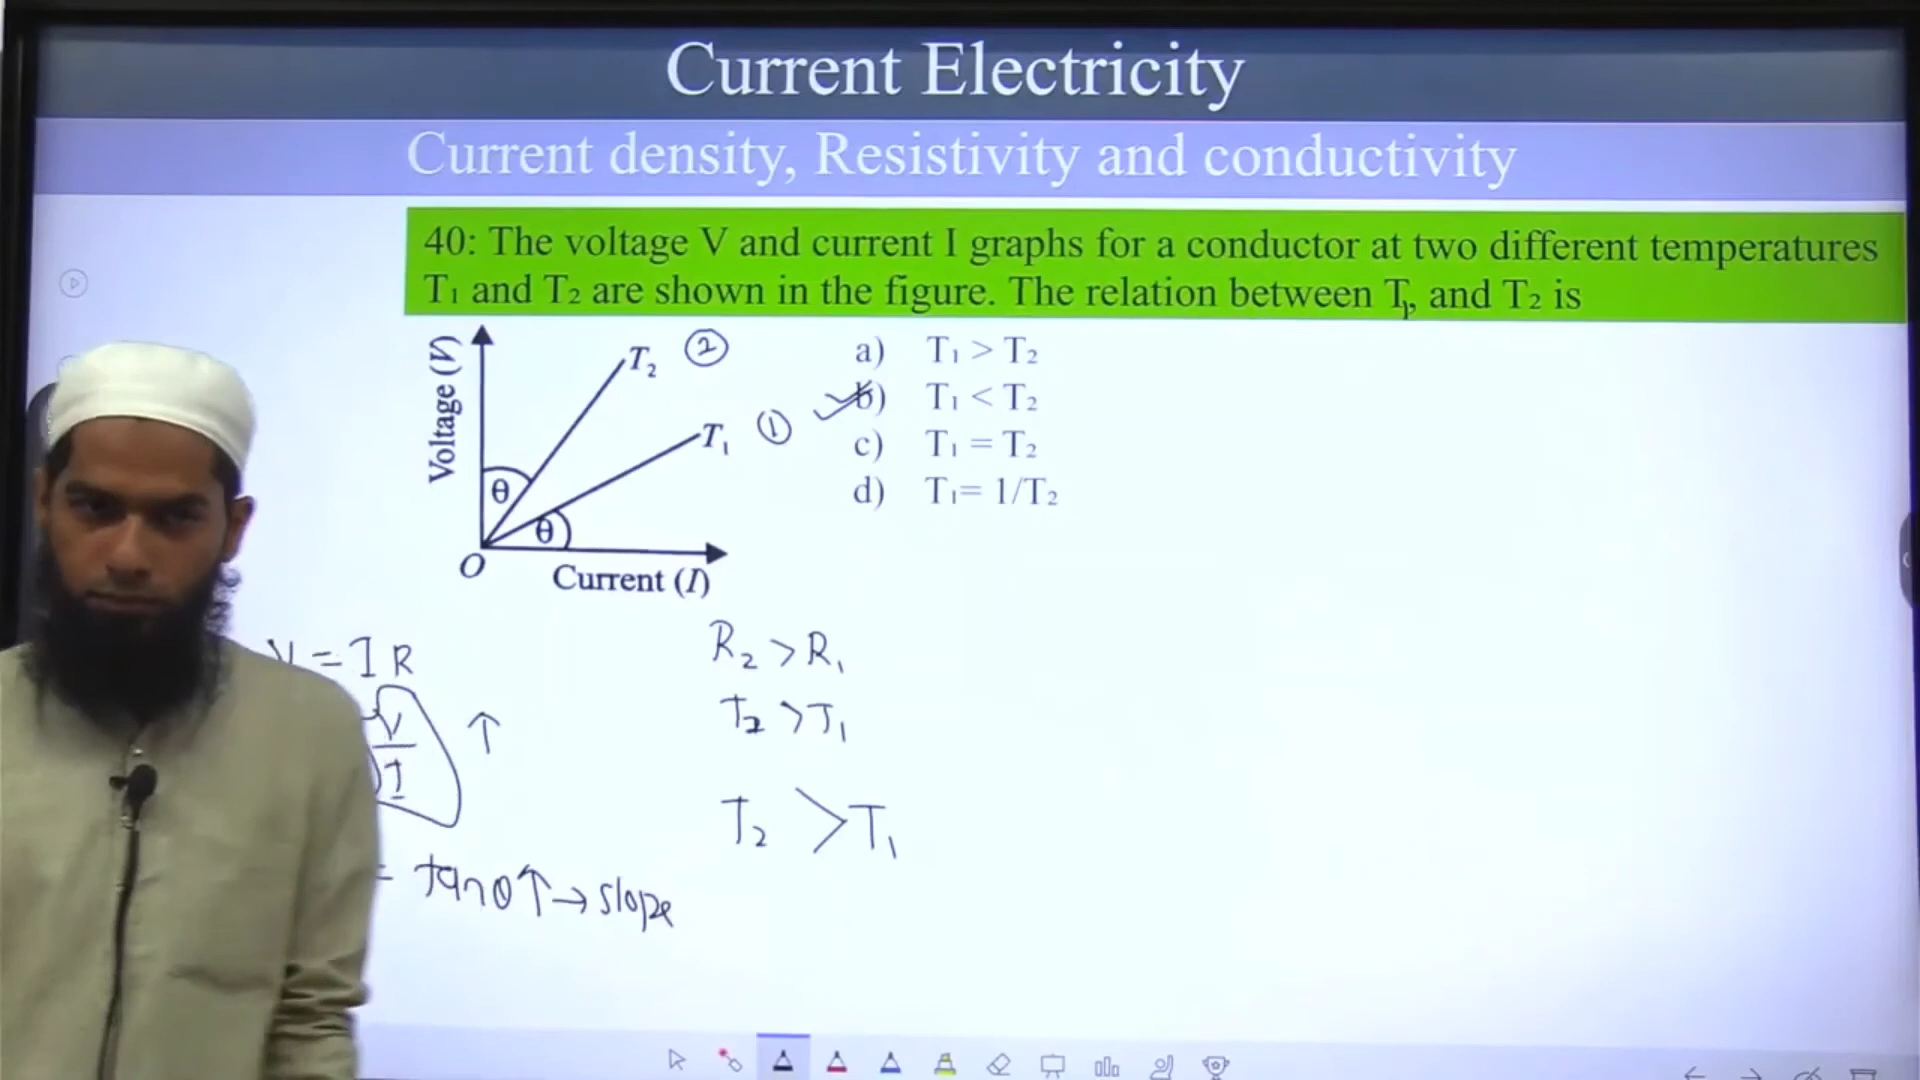 Current Electricity
Current density, Resistivity and conductivity
40: The voltage V and current I graphs for a conductor at two different temperatures
T₁ and T₂ are shown in the figure. The relation between T₁, and T₂ is
Voltage (V)
T₂ ②
T₁ ①
θ
θ
O
Current (I)
a) T₁ > T₂
b) T₁ < T₂
c) T₁ = T₂
d) T₁= 1/T₂
V = I R
V
I
↑
= tanθ↑ → slope
R₂ > R₁
T₂ > T₁
T₂ > T₁